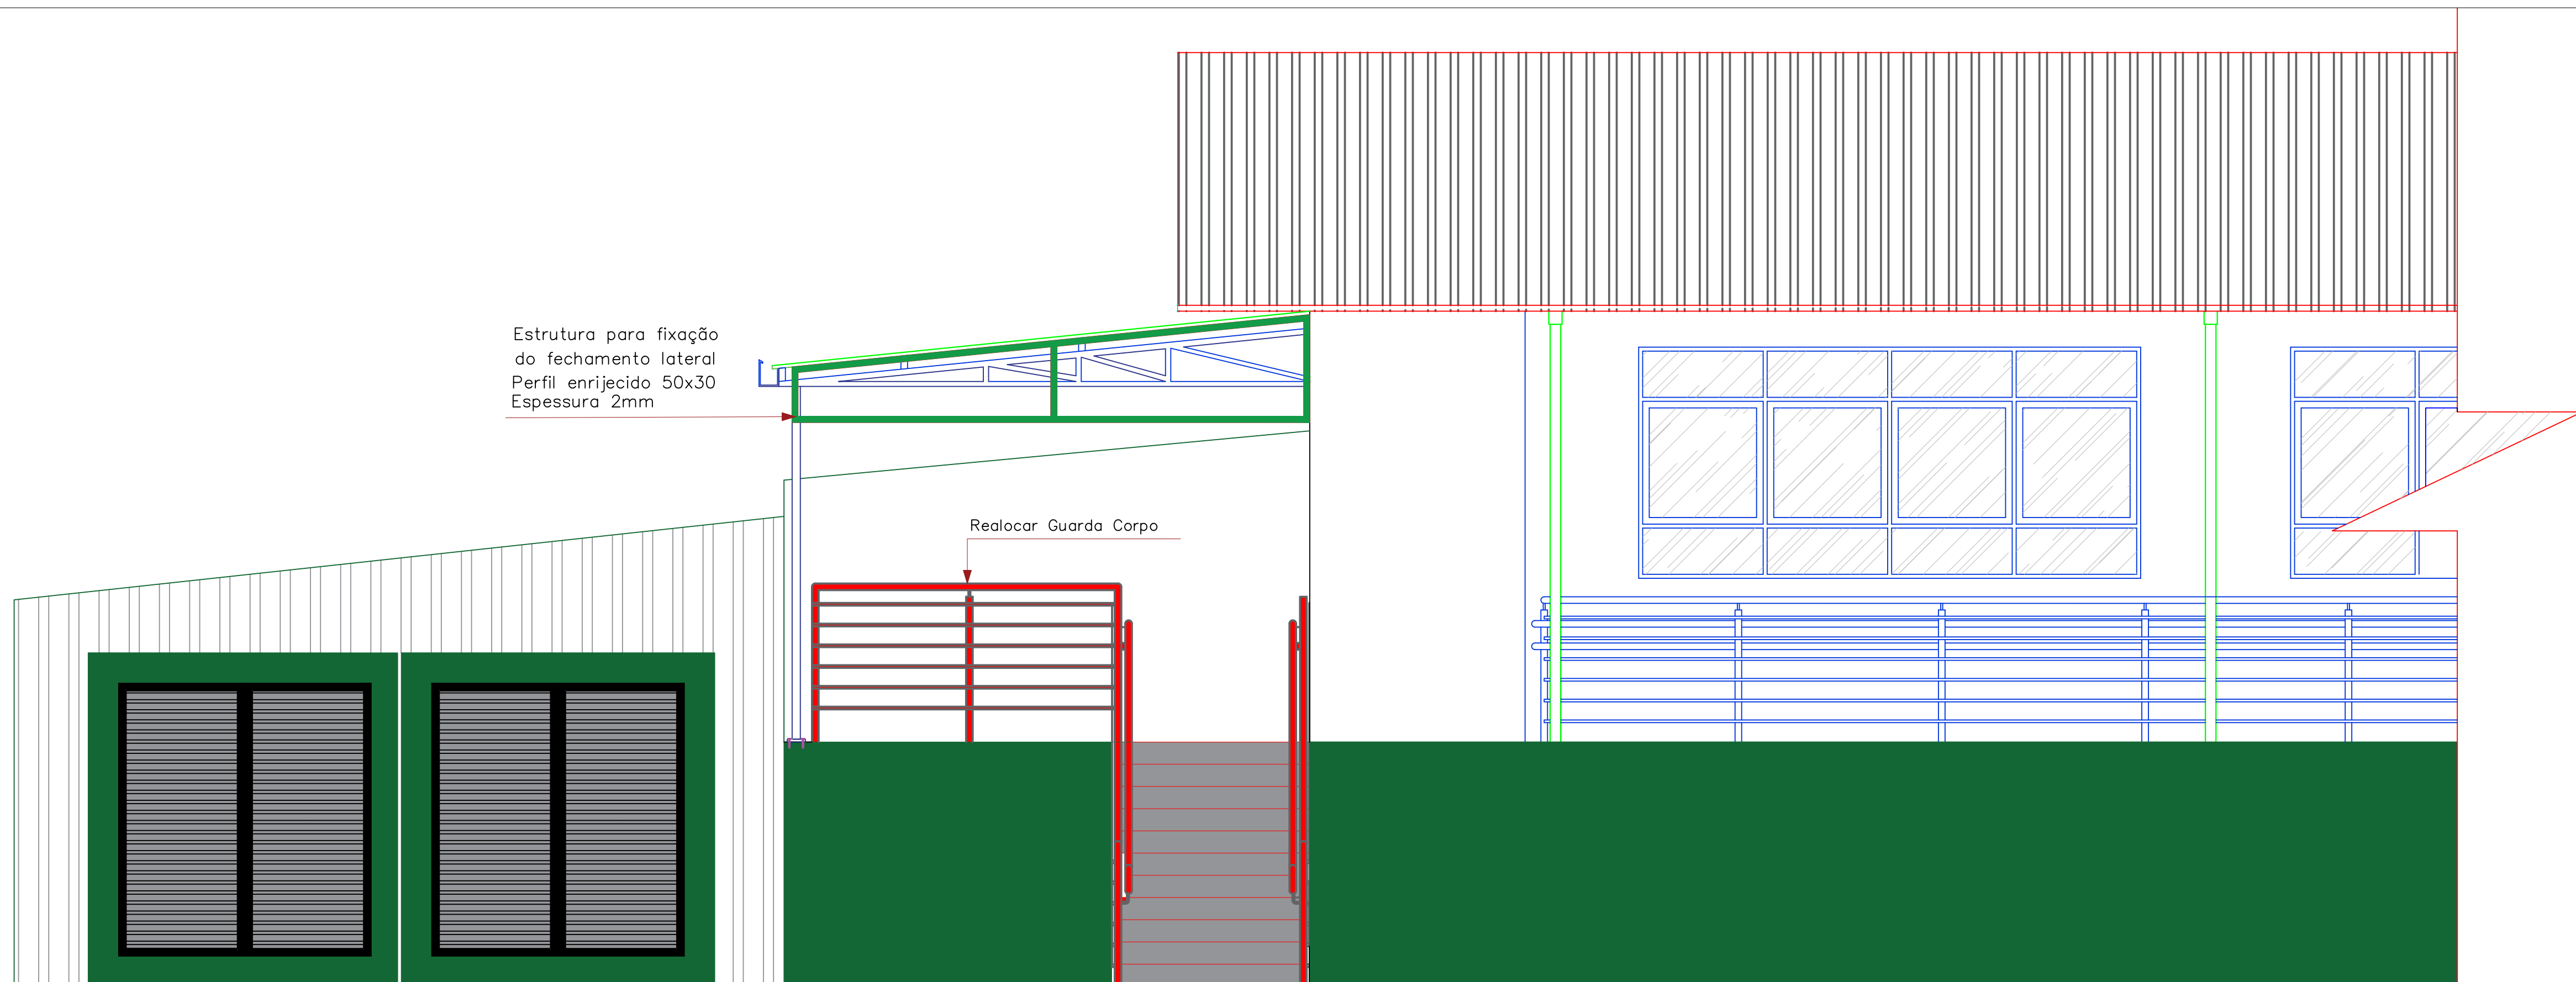 Estrutura para fixação
do fechamento lateral
Perfil enrijecido 50x30
Espessura 2mm
Realocar Guarda Corpo